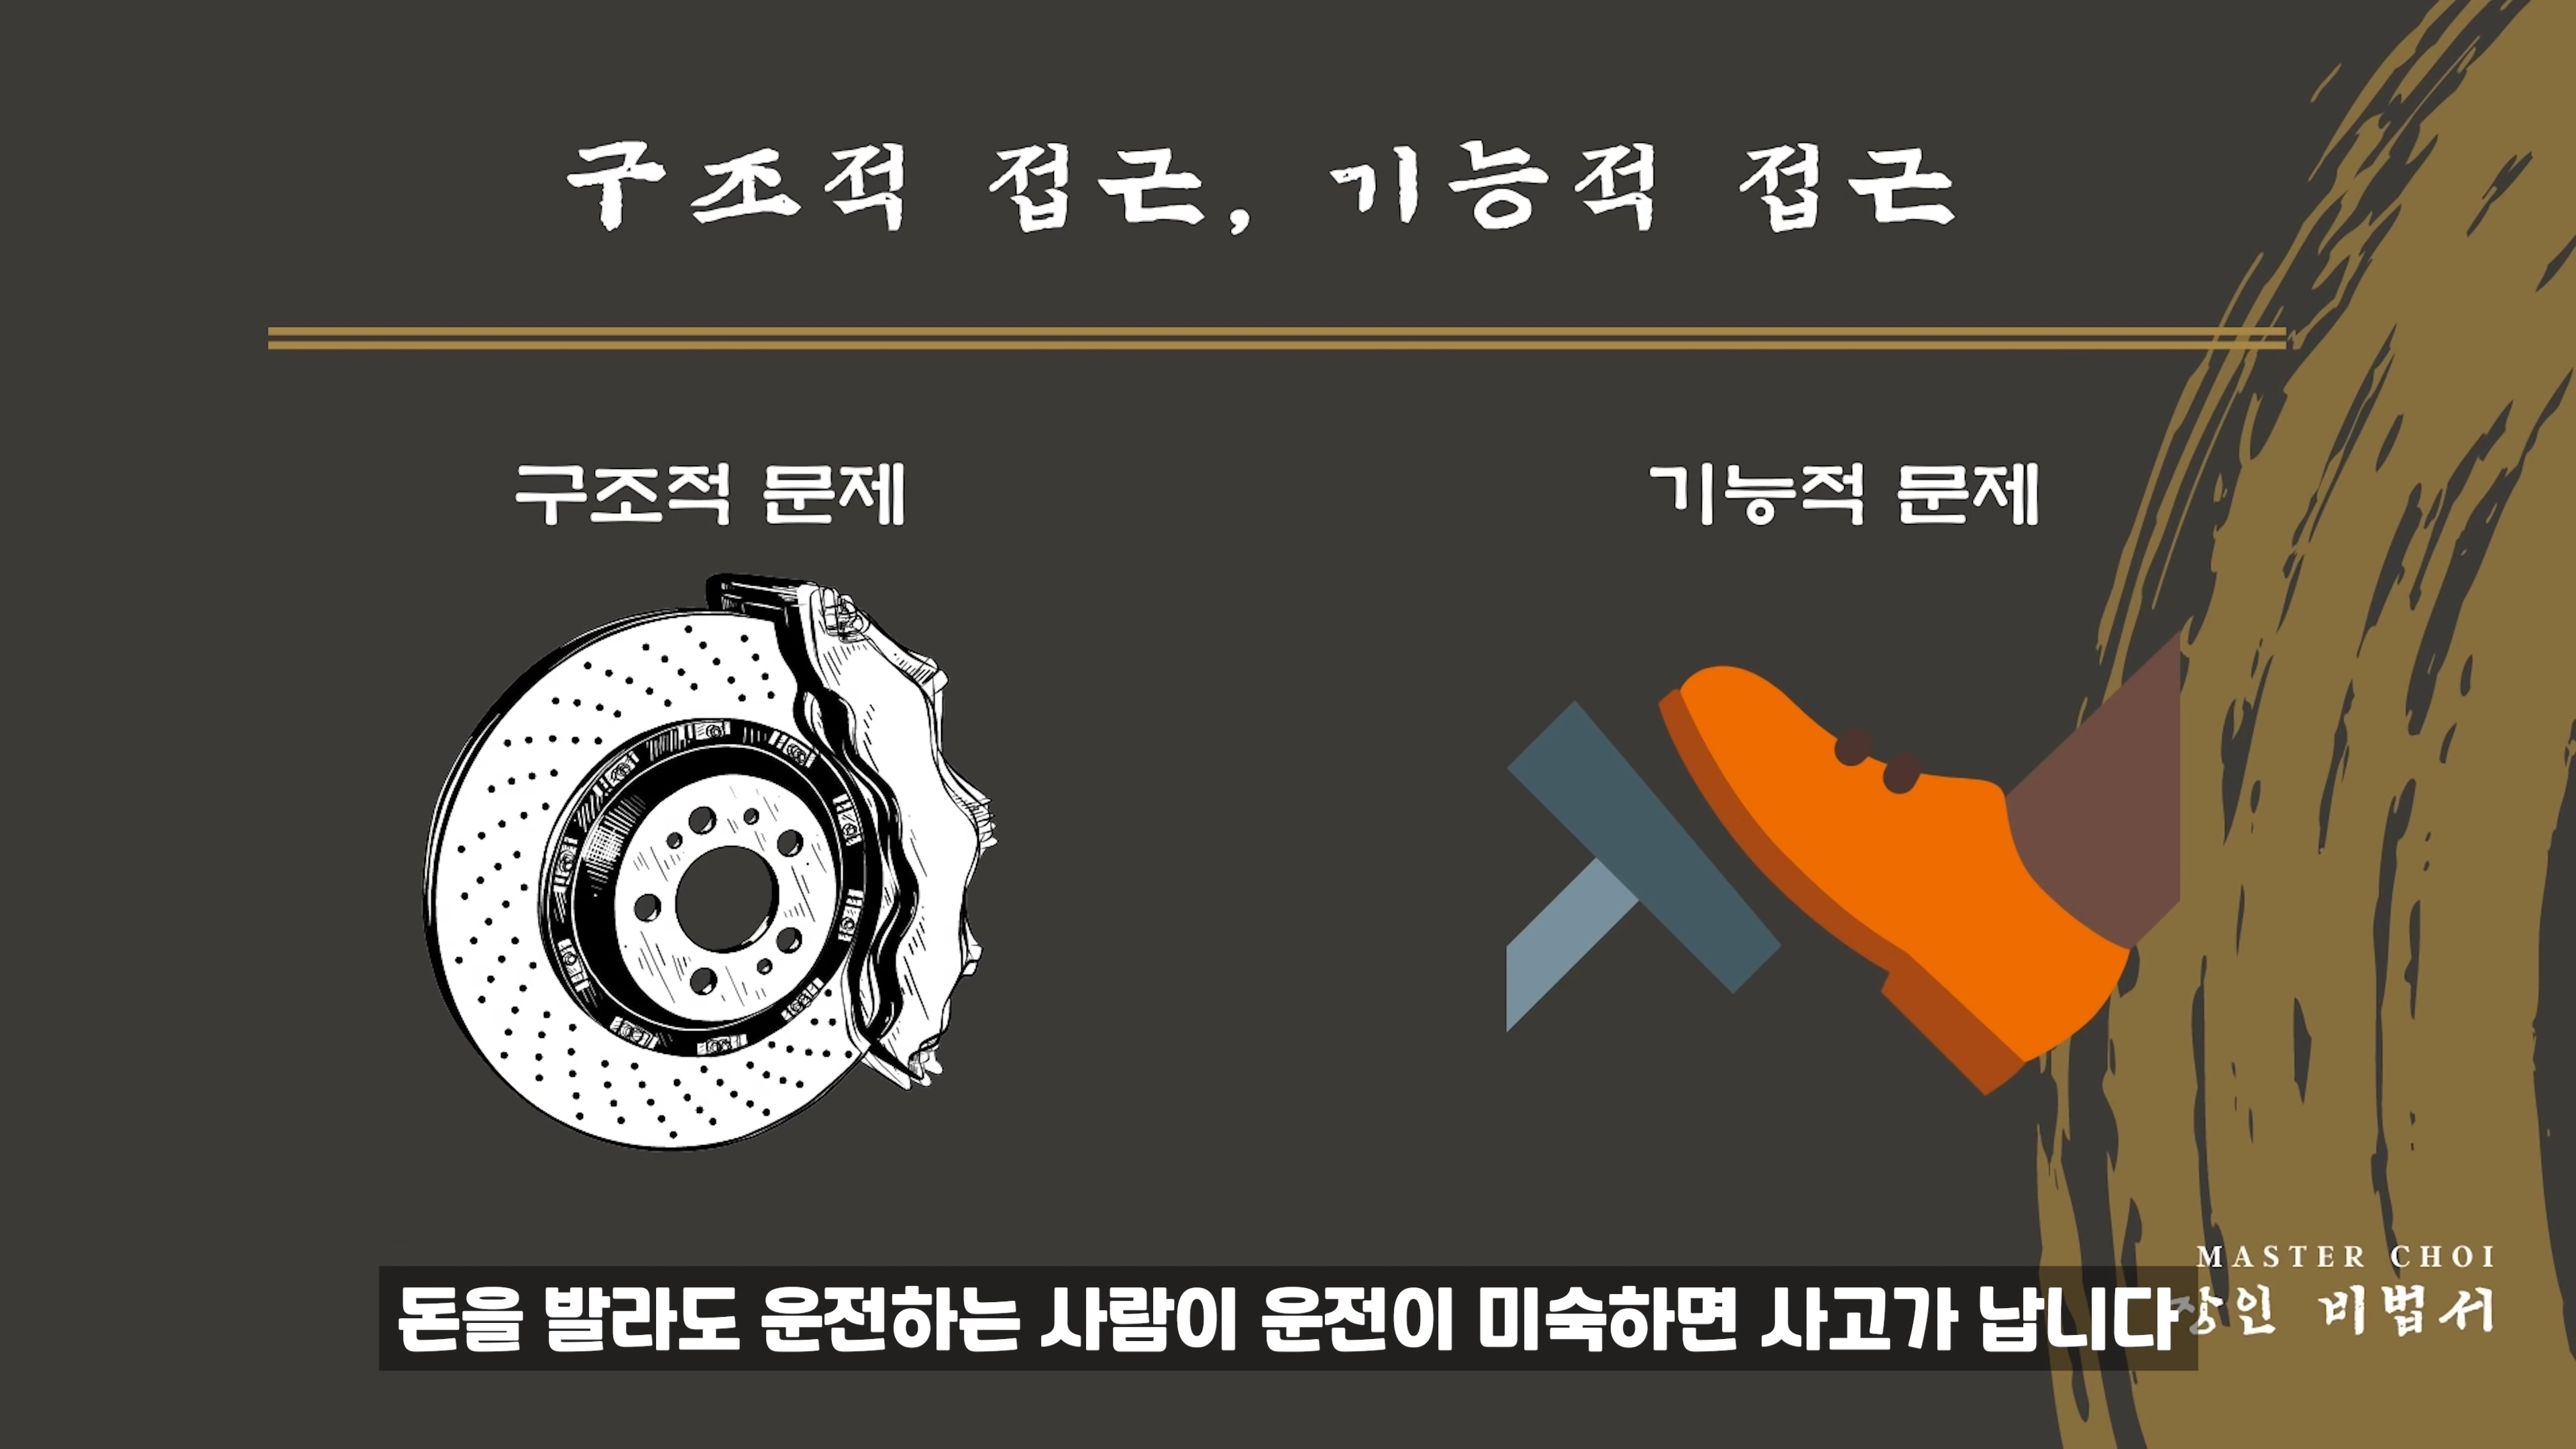 구조적 접근, 기능적 접근
구조적 문제
기능적 문제
MASTER CHOI
장인 비법서
돈을 발라도 운전하는 사람이 운전이 미숙하면 사고가 납니다